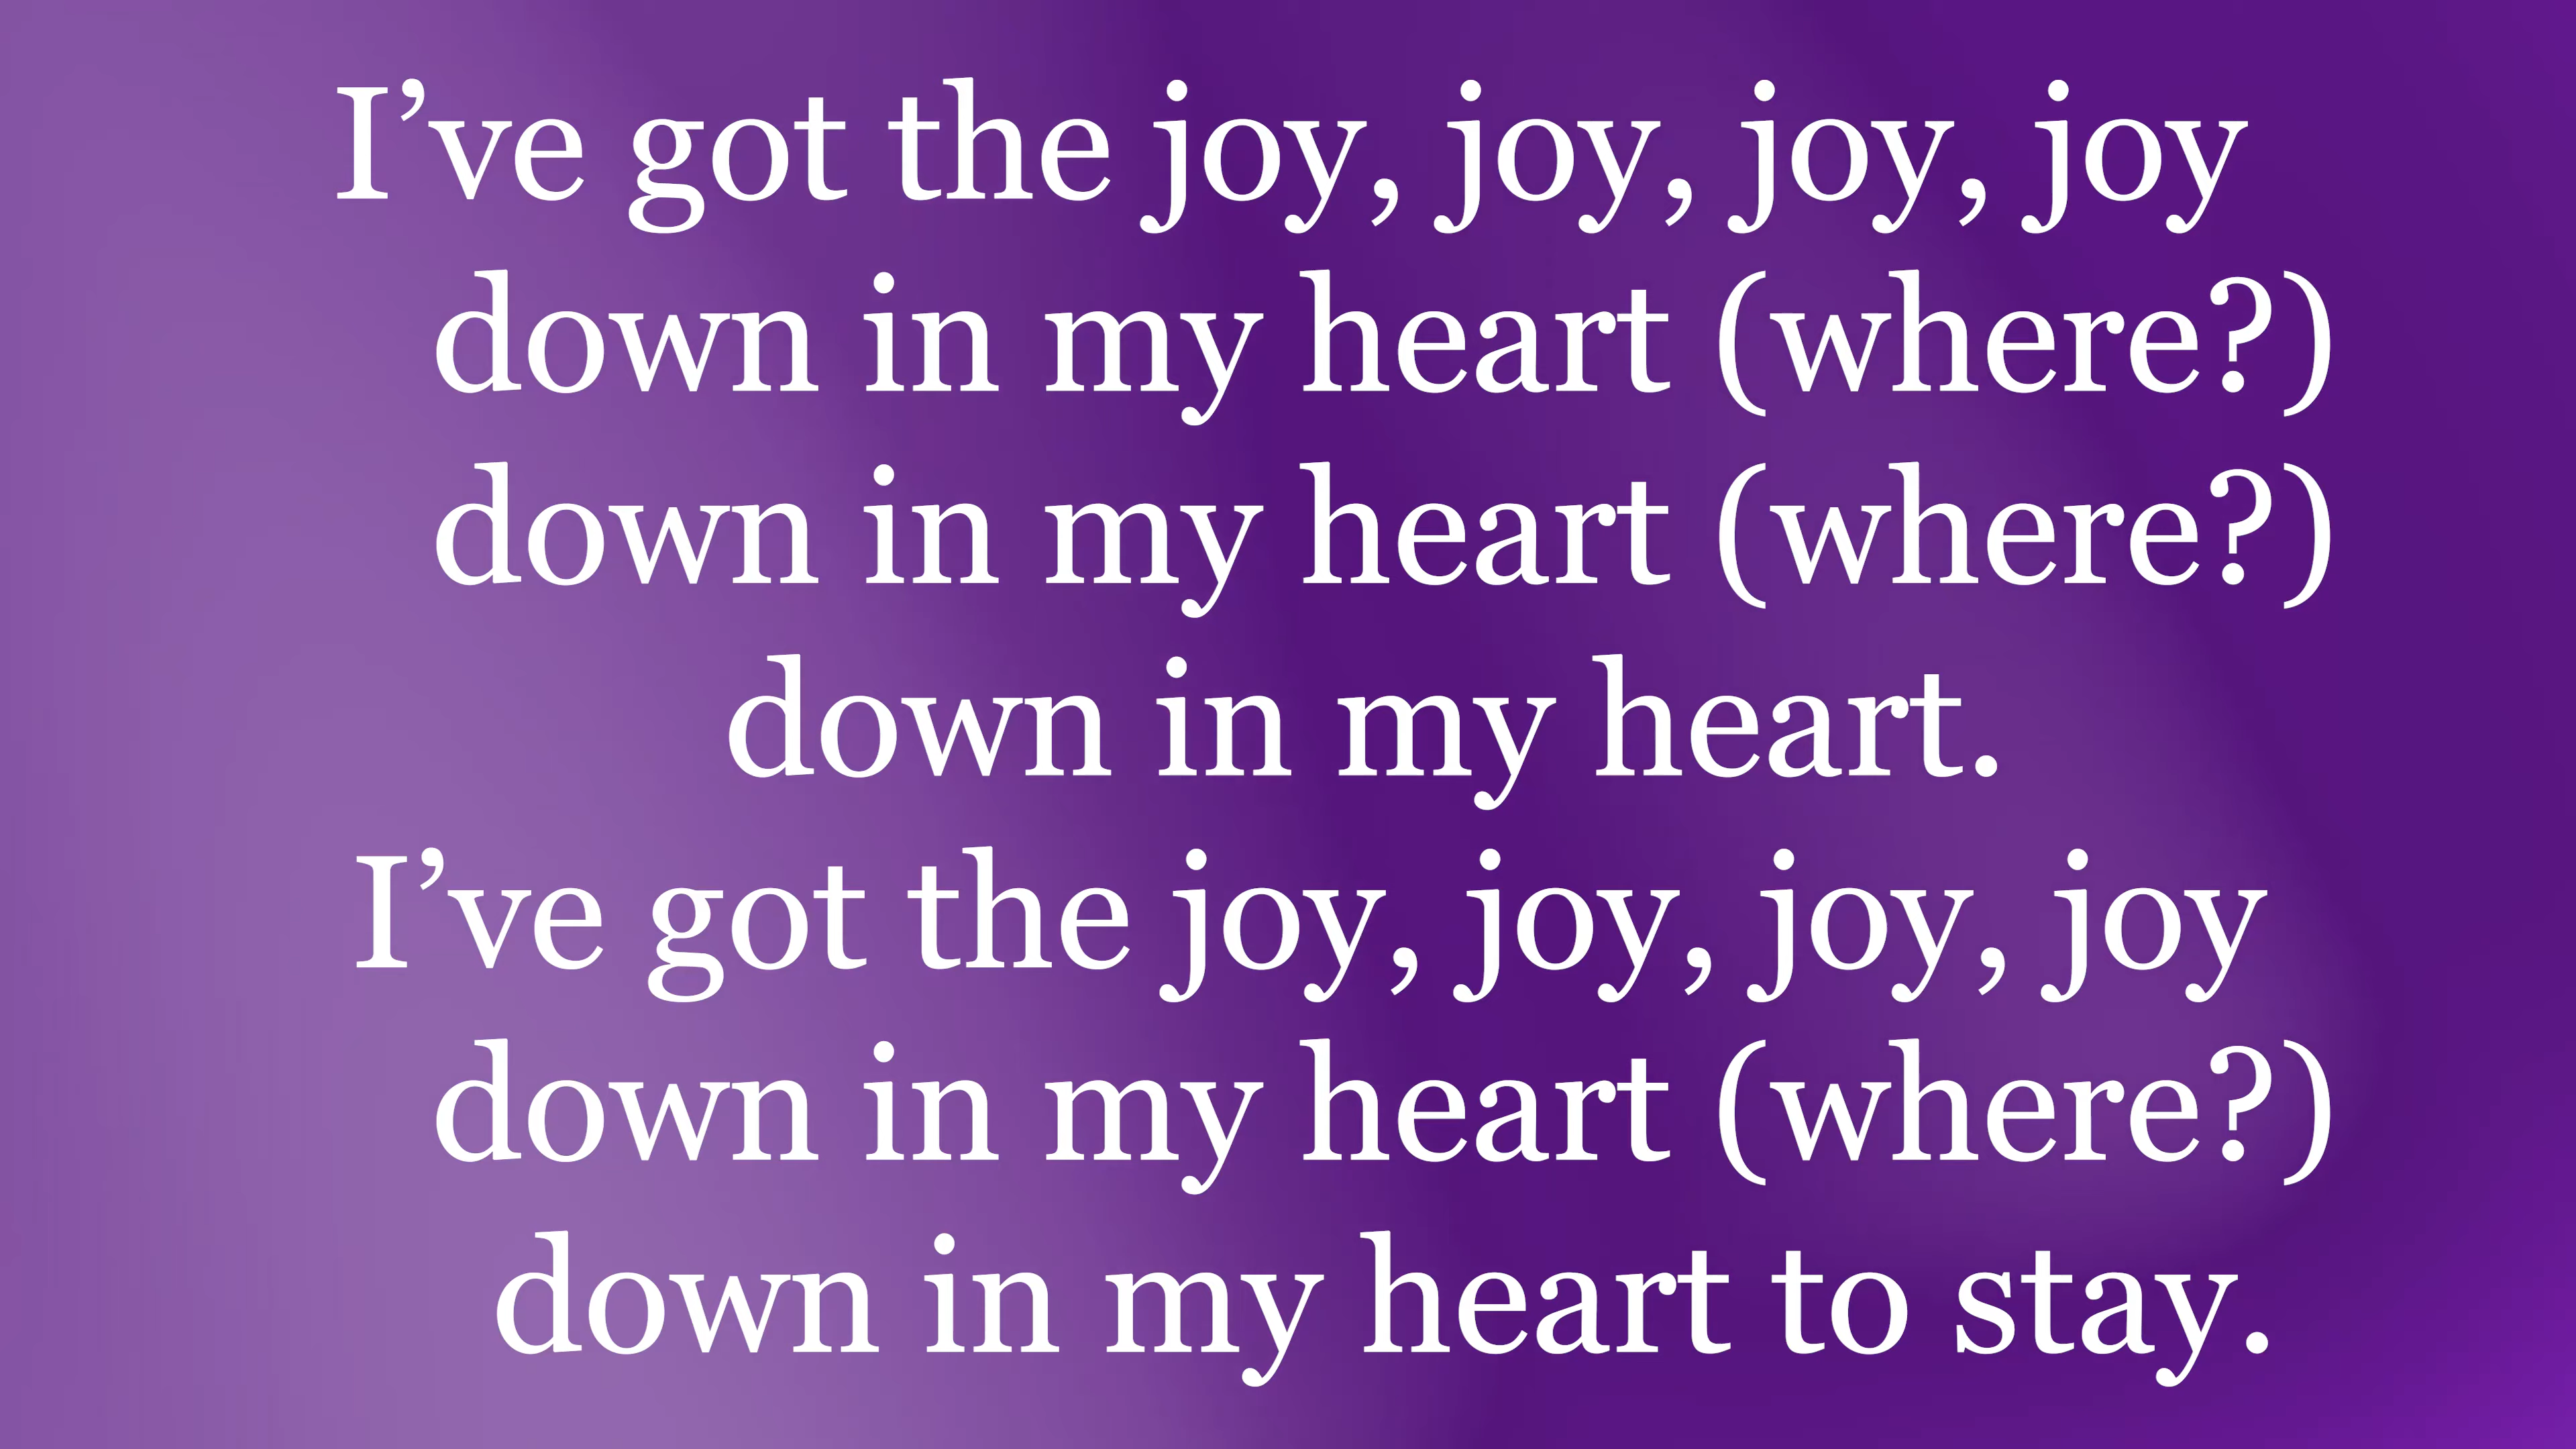 I’ve got the joy, joy, joy, joy
down in my heart (where?)
down in my heart (where?)
down in my heart.
I’ve got the joy, joy, joy, joy
down in my heart (where?)
down in my heart to stay.